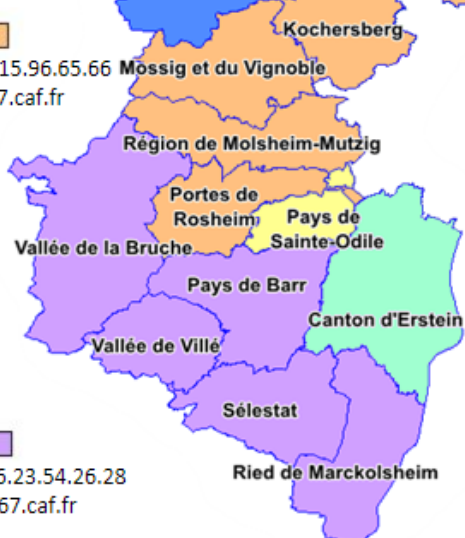 Kochersberg
15.96.65.66
Mossig et du Vignoble
7.caf.fr
Région de Molsheim-Mutzig
Portes de
Rosheim
Pays de
Sainte-Odile
Vallée de la Bruche
Pays de Barr
Canton d'Erstein
Vallée de Villé
Sélestat
Ried de Marckolsheim
6.23.54.26.28
67.caf.fr